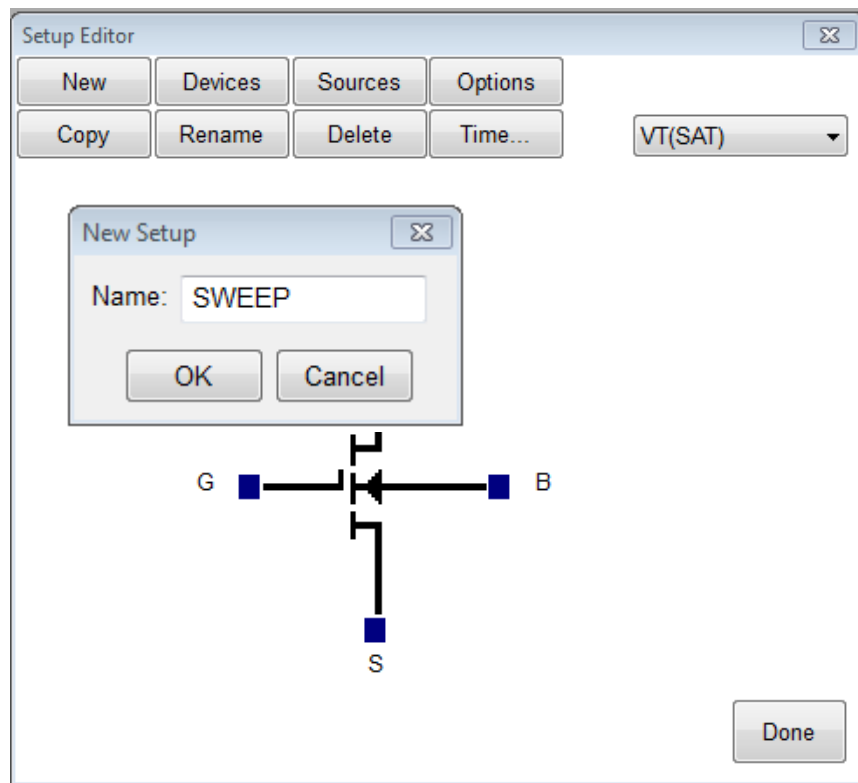 Setup Editor
New Devices Sources Options
Copy Rename Delete Time... VT(SAT)
New Setup
Name: SWEEP
OK Cancel
G B
S
Done